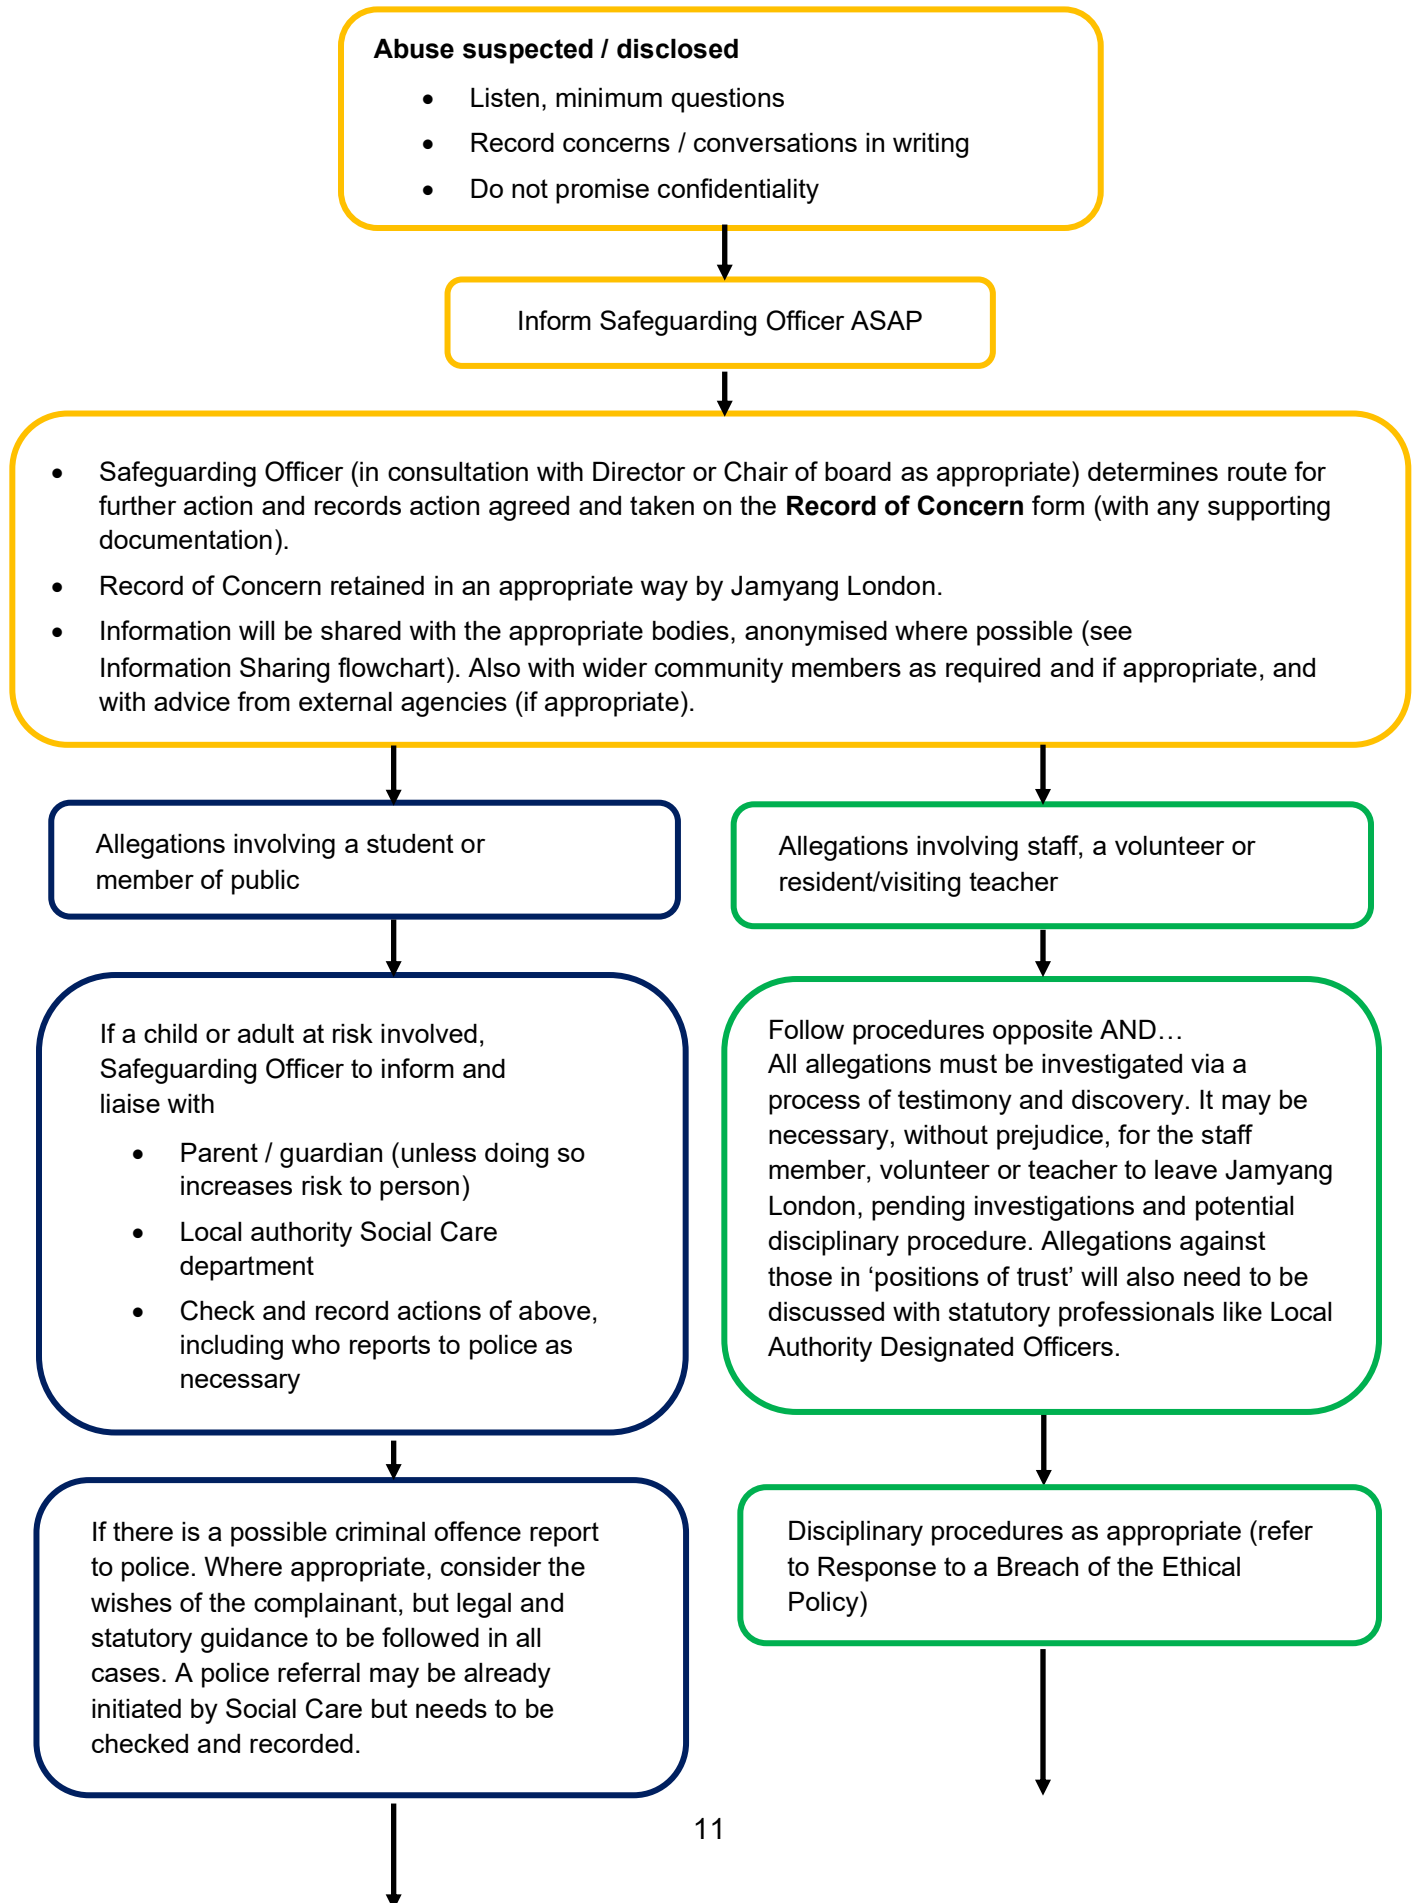 Abuse suspected / disclosed
• Listen, minimum questions
• Record concerns / conversations in writing
• Do not promise confidentiality
Inform Safeguarding Officer ASAP
• Safeguarding Officer (in consultation with Director or Chair of board as appropriate) determines route for
further action and records action agreed and taken on the Record of Concern form (with any supporting
documentation).
• Record of Concern retained in an appropriate way by Jamyang London.
• Information will be shared with the appropriate bodies, anonymised where possible (see
Information Sharing flowchart). Also with wider community members as required and if appropriate, and
with advice from external agencies (if appropriate).
Allegations involving a student or
member of public
If a child or adult at risk involved,
Safeguarding Officer to inform and
liaise with
• Parent / guardian (unless doing so
increases risk to person)
• Local authority Social Care
department
• Check and record actions of above,
including who reports to police as
necessary
If there is a possible criminal offence report
to police. Where appropriate, consider the
wishes of the complainant, but legal and
statutory guidance to be followed in all
cases. A police referral may be already
initiated by Social Care but needs to be
checked and recorded.
Allegations involving staff, a volunteer or
resident/visiting teacher
Follow procedures opposite AND…
All allegations must be investigated via a
process of testimony and discovery. It may be
necessary, without prejudice, for the staff
member, volunteer or teacher to leave Jamyang
London, pending investigations and potential
disciplinary procedure. Allegations against
those in ‘positions of trust’ will also need to be
discussed with statutory professionals like Local
Authority Designated Officers.
Disciplinary procedures as appropriate (refer
to Response to a Breach of the Ethical
Policy)
11